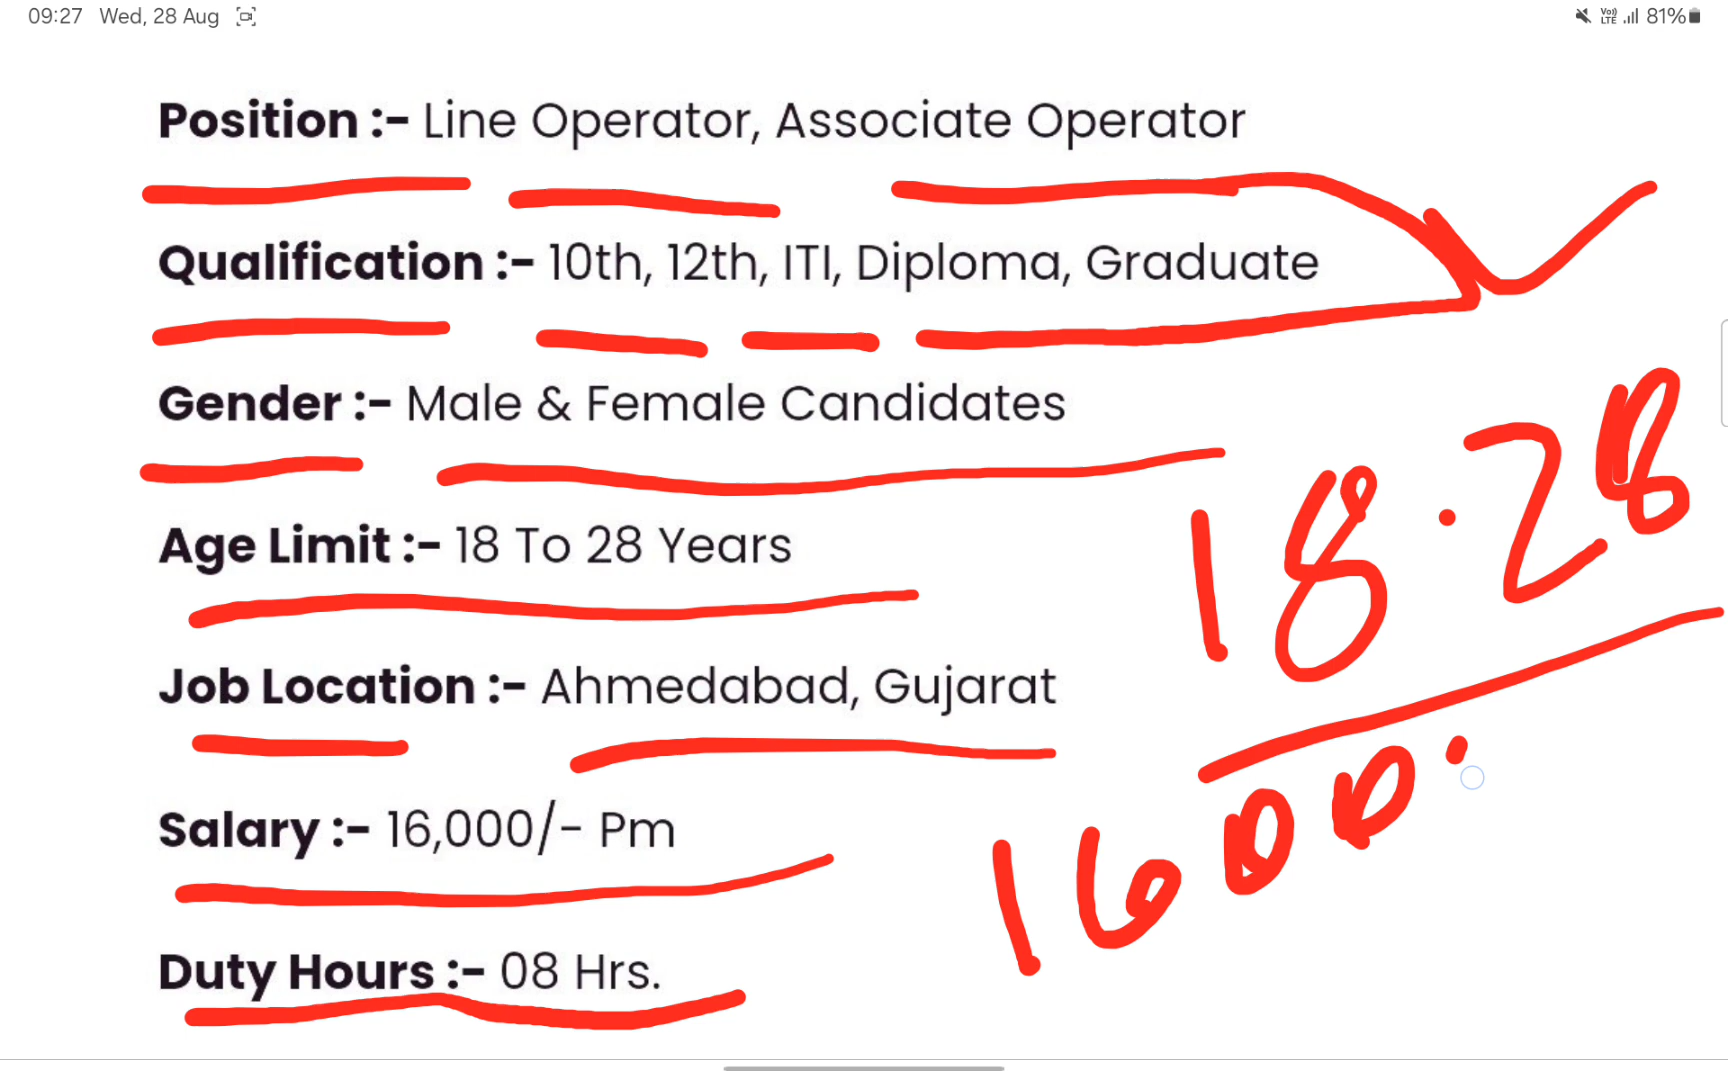 09:27 Wed, 28 Aug 81%
Position :- Line Operator, Associate Operator
Qualification :- 10th, 12th, ITI, Diploma, Graduate
Gender :- Male & Female Candidates
18.28
Age Limit :- 18 To 28 Years
Job Location :- Ahmedabad, Gujarat
Salary :- 16,000/- Pm
1600
Duty Hours :- 08 Hrs.